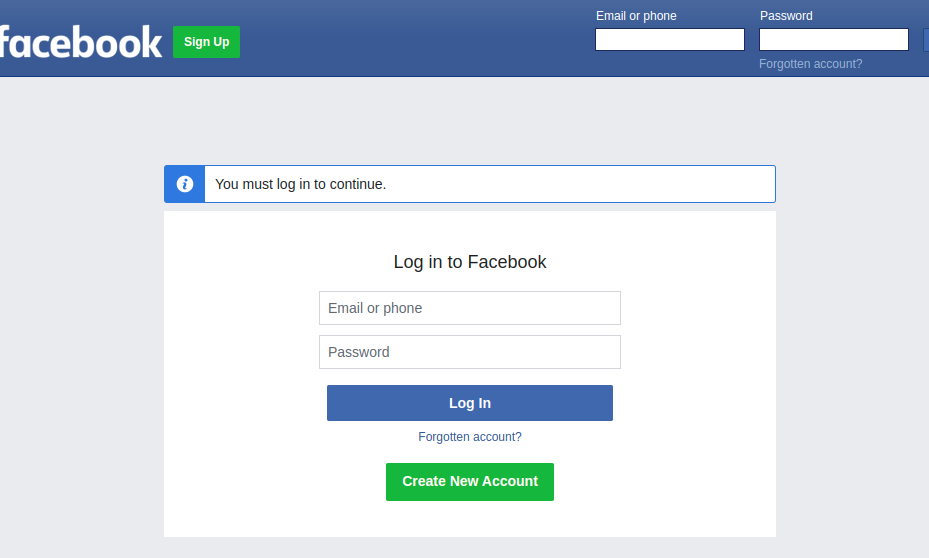 facebook
Sign Up
Email or phone
Password
Forgotten account?
You must log in to continue.
Log in to Facebook
Email or phone
Password
Log In
Forgotten account?
Create New Account